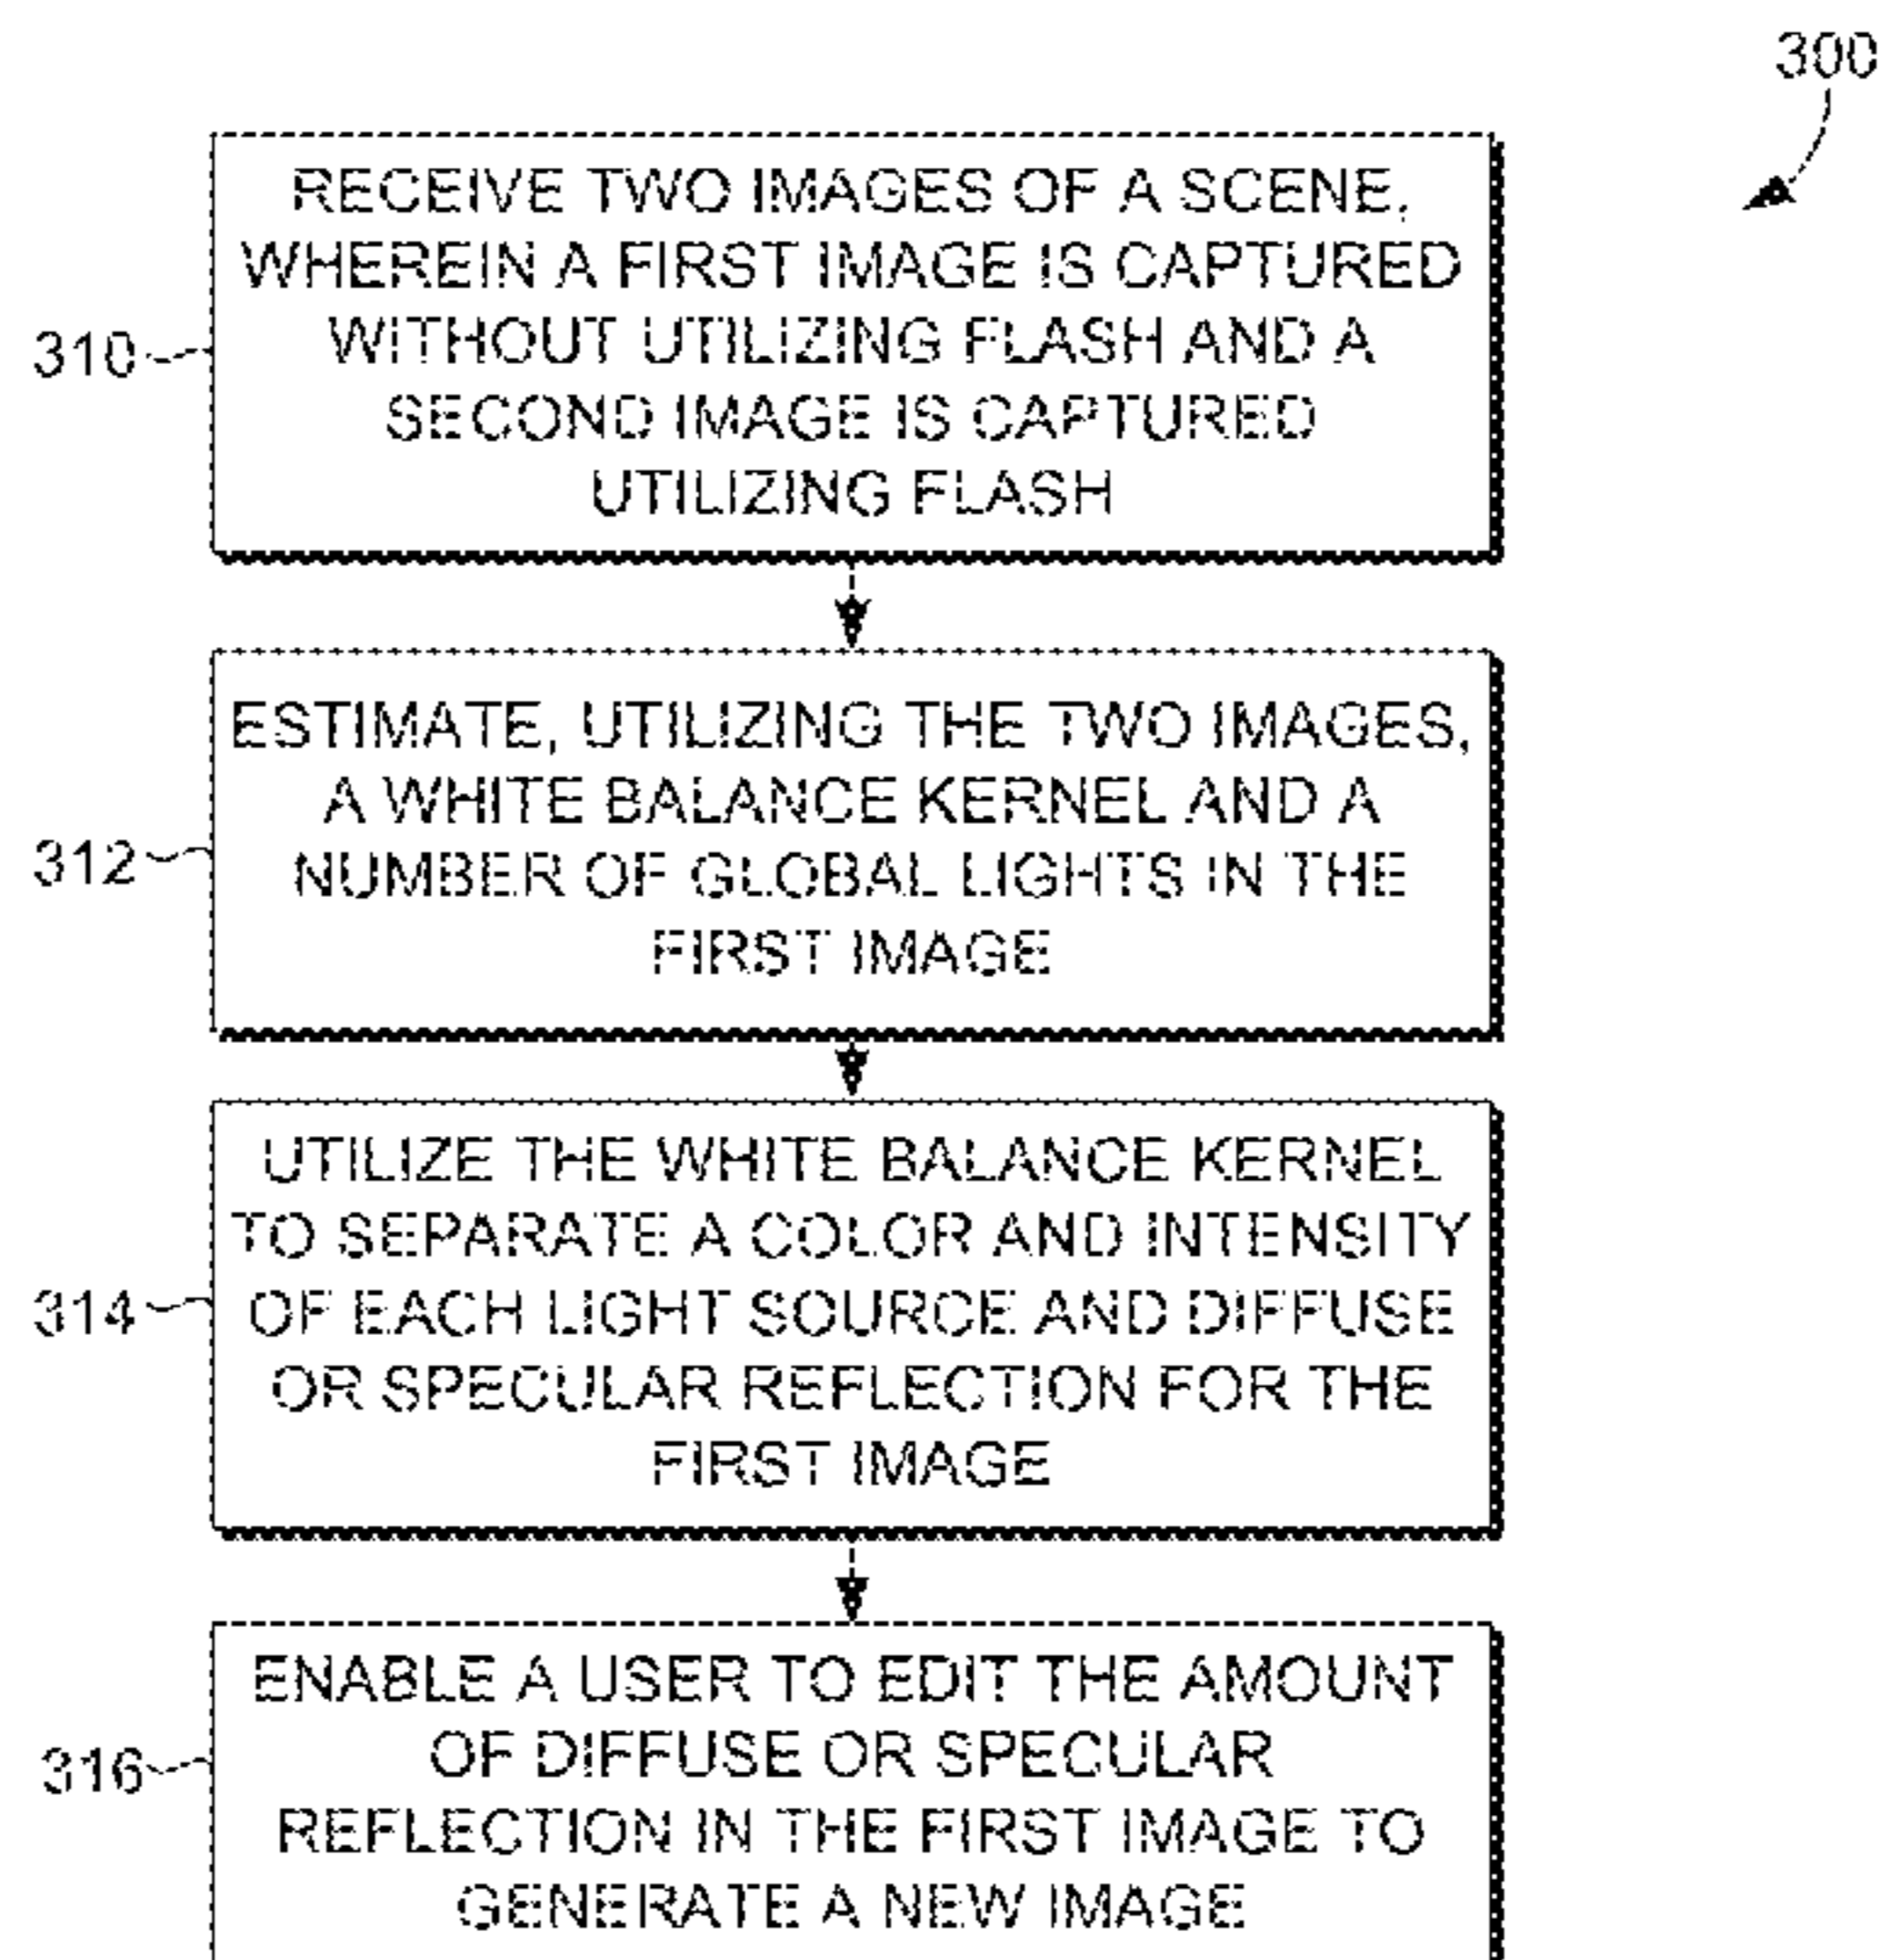 300
RECEIVE TWO IMAGES OF A SCENE,
WHEREIN A FIRST IMAGE IS CAPTURED
WITHOUT UTILIZING FLASH AND A
SECOND IMAGE IS CAPTURED
UTILIZING FLASH
310
ESTIMATE, UTILIZING THE TWO IMAGES,
A WHITE BALANCE KERNEL AND A
NUMBER OF GLOBAL LIGHTS IN THE
FIRST IMAGE
312
UTILIZE THE WHITE BALANCE KERNEL
TO SEPARATE A COLOR AND INTENSITY
OF EACH LIGHT SOURCE AND DIFFUSE
OR SPECULAR REFLECTION FOR THE
FIRST IMAGE
314
ENABLE A USER TO EDIT THE AMOUNT
OF DIFFUSE OR SPECULAR
REFLECTION IN THE FIRST IMAGE TO
GENERATE A NEW IMAGE
316